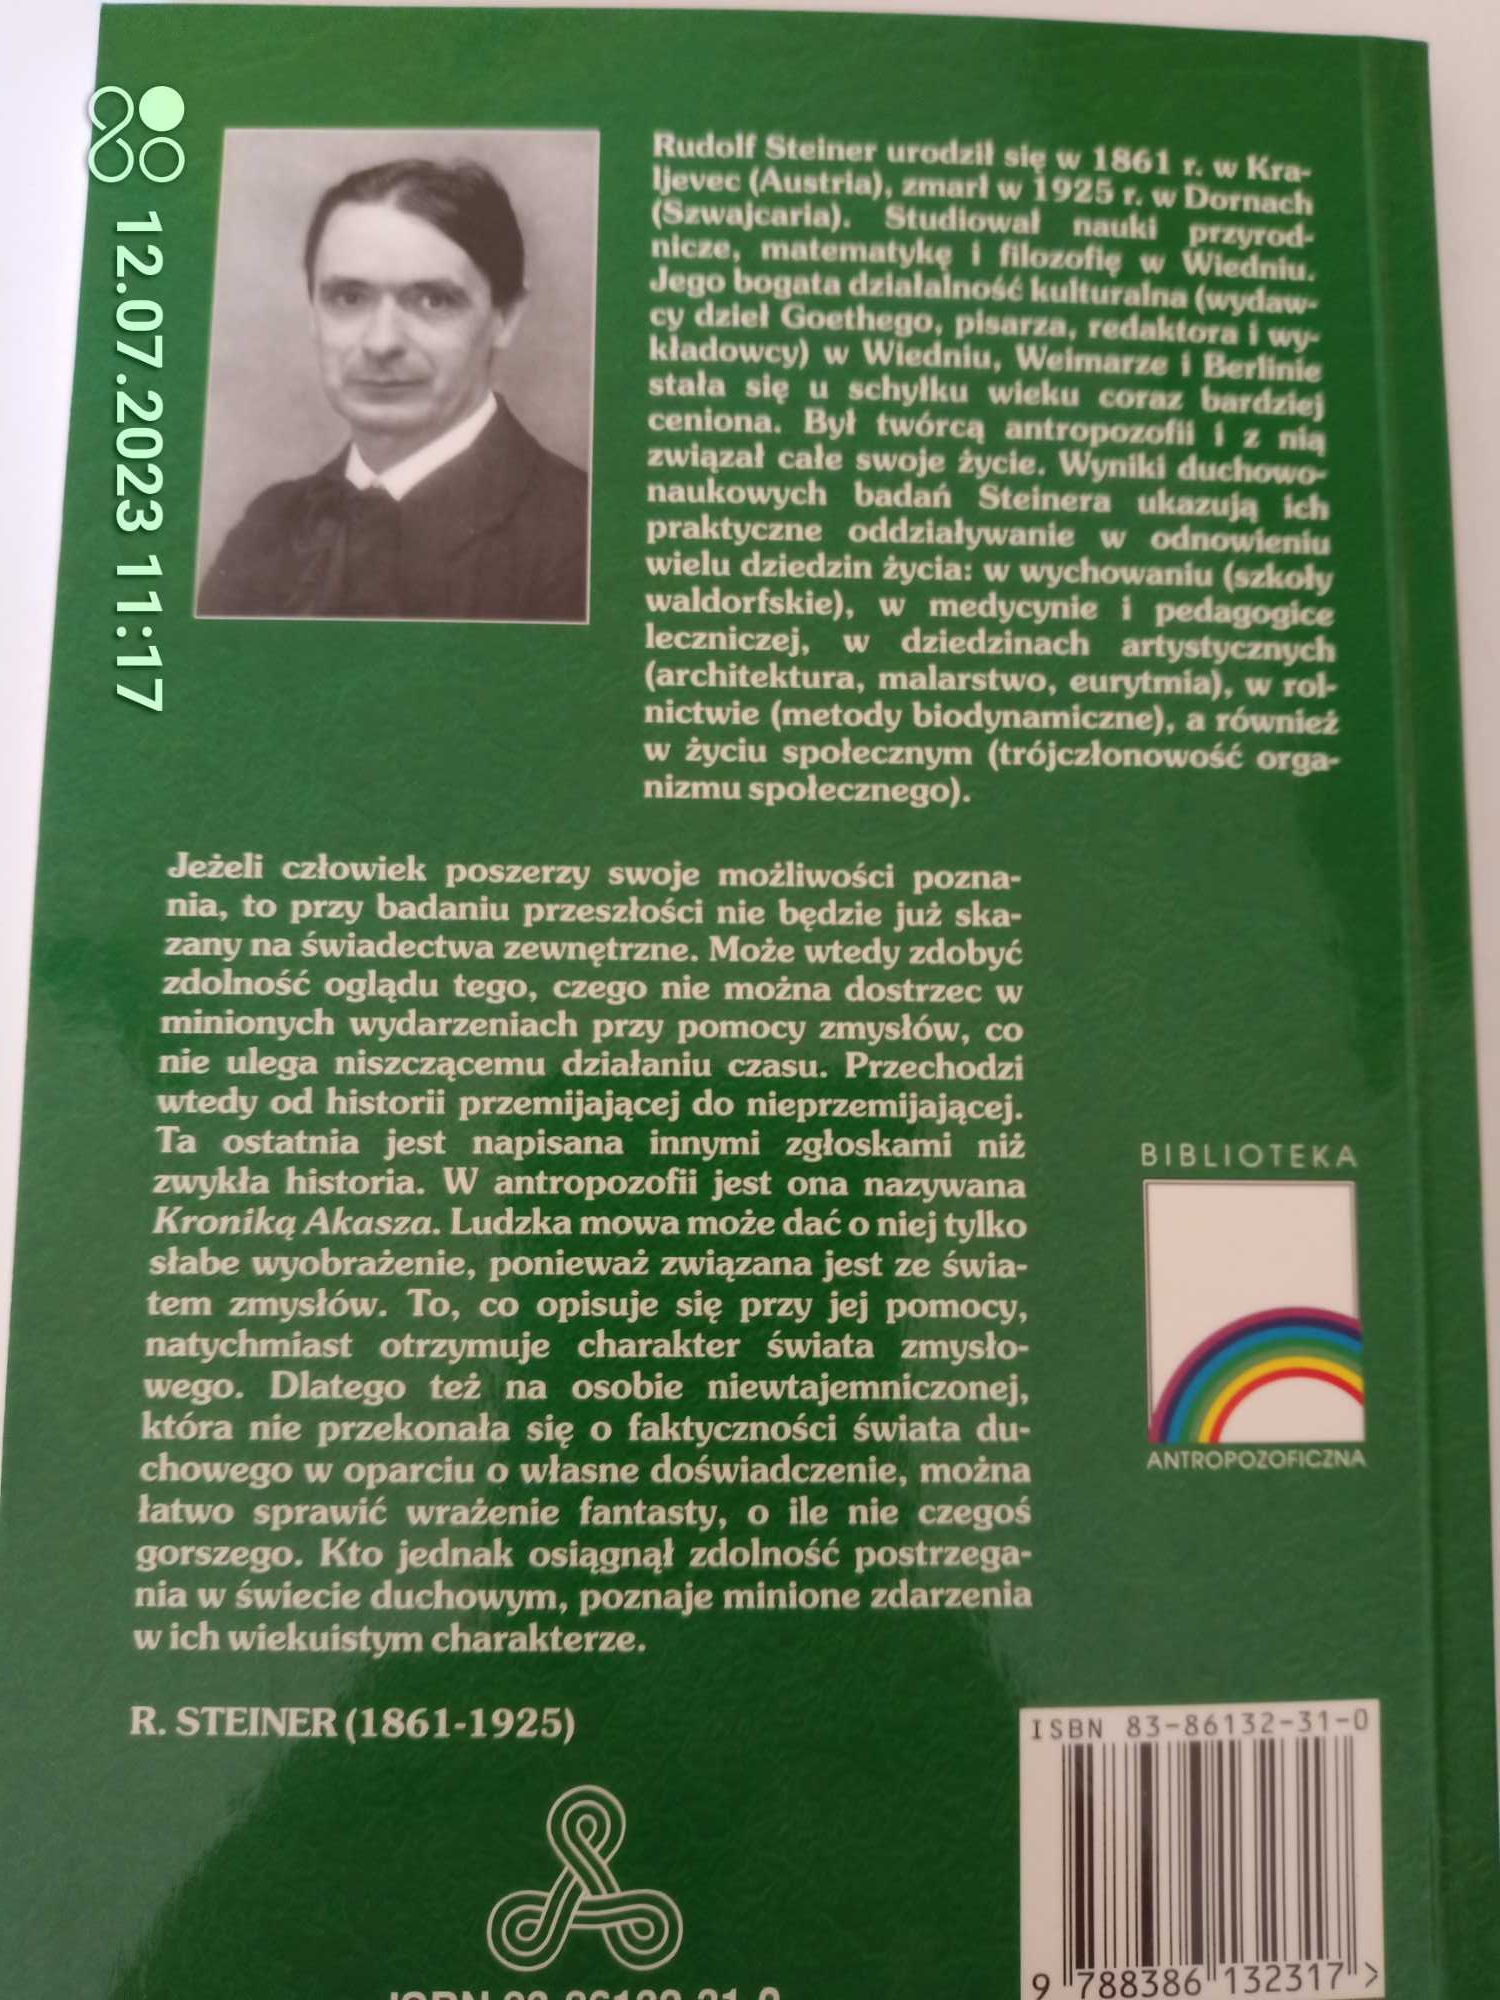 12.07.2023 11:17
Rudolf Steiner urodził się w 1861 r. w Kra-
ljevec (Austria), zmarł w 1925 r. w Dornach
(Szwajcaria). Studiował nauki przyrod-
nicze, matematykę i filozofię w Wiedniu.
Jego bogata działalność kulturalna (wydaw-
cy dzieł Goethego, pisarza, redaktora i wy-
kładowcy) w Wiedniu, Weimarze i Berlinie
stała się u schyłku wieku coraz bardziej
ceniona. Był twórcą antropozofii i z nią
związał całe swoje życie. Wyniki duchowo-
naukowych badań Steinera ukazują ich
praktyczne oddziaływanie w odnowieniu
wielu dziedzin życia: w wychowaniu (szkoły
waldorfskie), w medycynie i pedagogice
leczniczej, w dziedzinach artystycznych
(architektura, malarstwo, eurytmia), w rol-
nictwie (metody biodynamiczne), a również
w życiu społecznym (trójczłonowość orga-
nizmu społecznego).
Jeżeli człowiek poszerzy swoje możliwości pozna-
nia, to przy badaniu przeszłości nie będzie już ska-
zany na świadectwa zewnętrzne. Może wtedy zdobyć
zdolność oglądu tego, czego nie można dostrzec w
minionych wydarzeniach przy pomocy zmysłów, co
nie ulega niszczącemu działaniu czasu. Przechodzi
wtedy od historii przemijającej do nieprzemijającej.
Ta ostatnia jest napisana innymi zgłoskami niż
zwykła historia. W antropozofii jest ona nazywana
Kroniką Akasza. Ludzka mowa może dać o niej tylko
słabe wyobrażenie, ponieważ związana jest ze świa-
tem zmysłów. To, co opisuje się przy jej pomocy,
natychmiast otrzymuje charakter świata zmysło-
wego. Dlatego też na osobie niewtajemniczonej,
która nie przekonała się o faktyczności świata du-
chowego w oparciu o własne doświadczenie, można
łatwo sprawić wrażenie fantasty, o ile nie czegoś
gorszego. Kto jednak osiągnął zdolność postrzega-
nia w świecie duchowym, poznaje minione zdarzenia
w ich wiekuistym charakterze.
R. STEINER (1861-1925)
BIBLIOTEKA
ANTROPOZOFICZNA
ISBN 83-86132-31-0
9 788386 132317 >